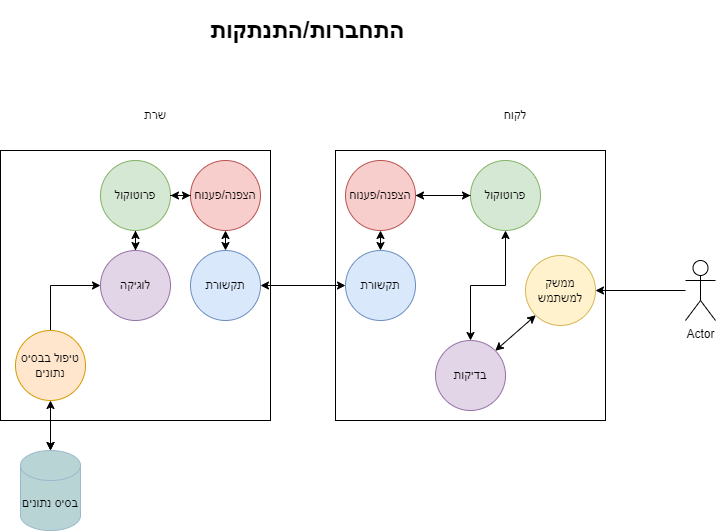 התחברות/התנתקות
לקוח
שרת
פרוטוקול
הצפנה/פענוח
הצפנה/פענוח
פרוטוקול
ממשק
למשתמש
תקשורת
תקשורת
לוגיקה
Actor
בדיקות
טיפול בבסיס
נתונים
בסיס נתונים